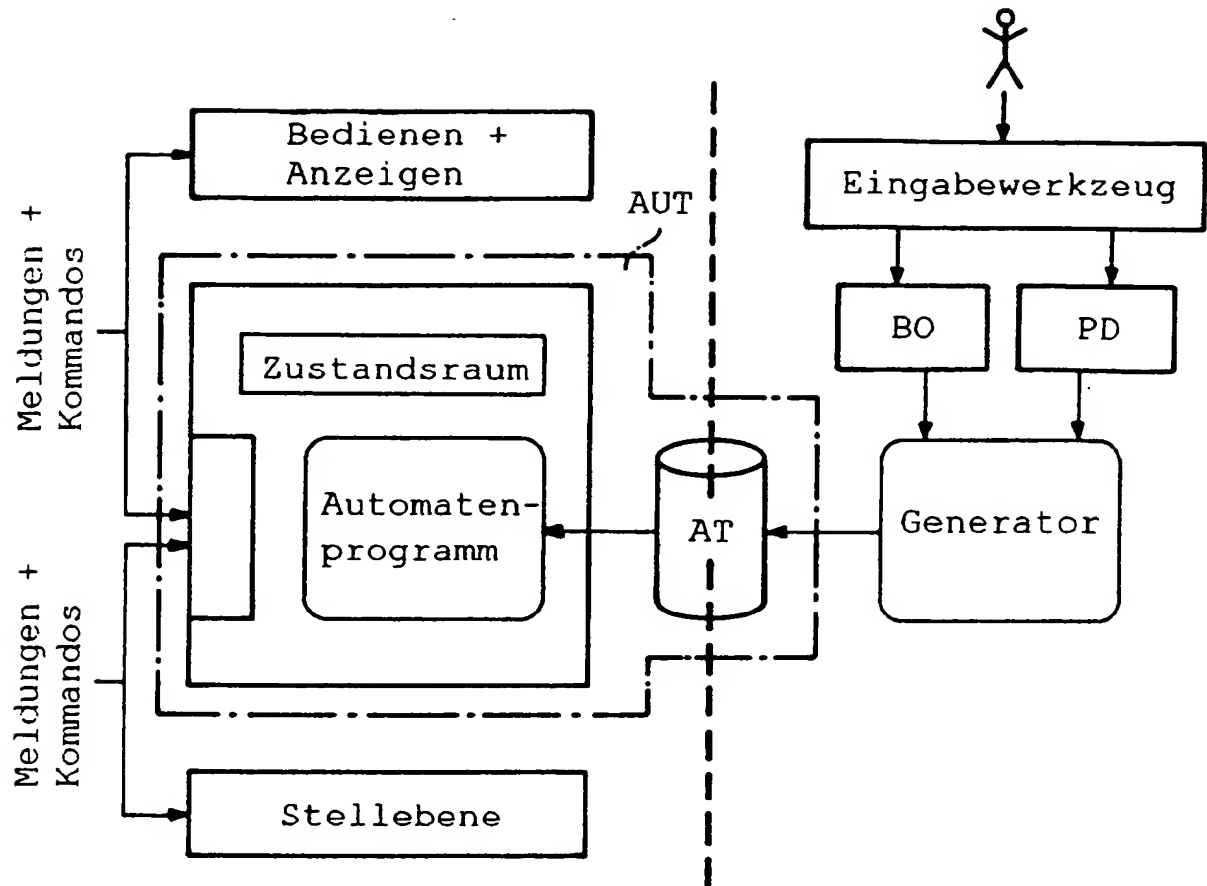 Bedienen +
Anzeigen
Eingabewerkzeug
AUT
Meldungen +
Kommandos
BO
PD
Zustandsraum
Automaten-
programm
AT
Generator
Meldungen +
Kommandos
Stellebene